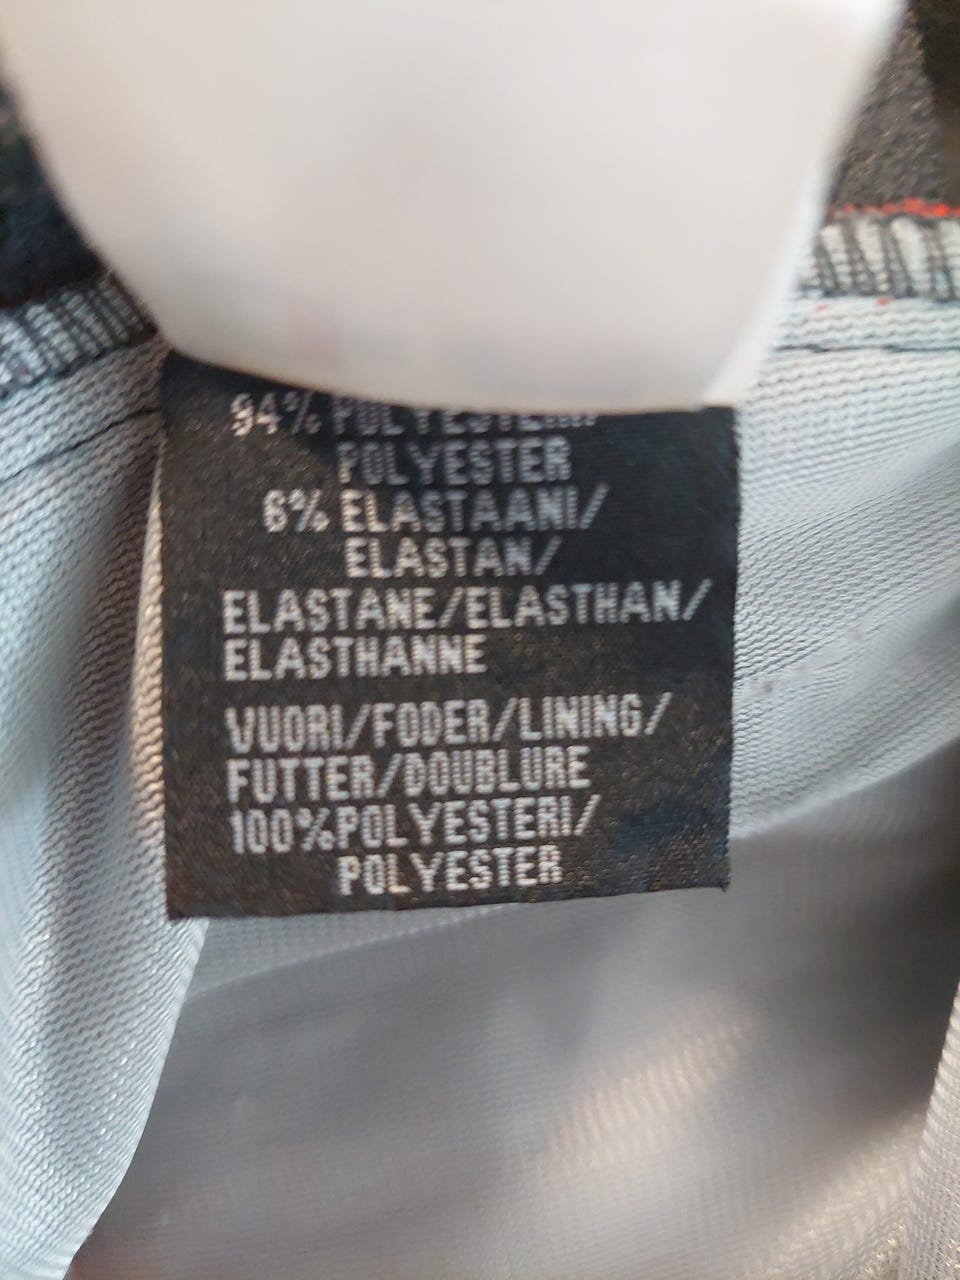 94% POLYESTERI/
POLYESTER
6% ELASTAANI/
ELASTAN/
ELASTANE/ELASTHAN/
ELASTHANNE
VUORI/FODER/LINING/
FUTTER/DOUBLURE
100%POLYESTERI/
POLYESTER